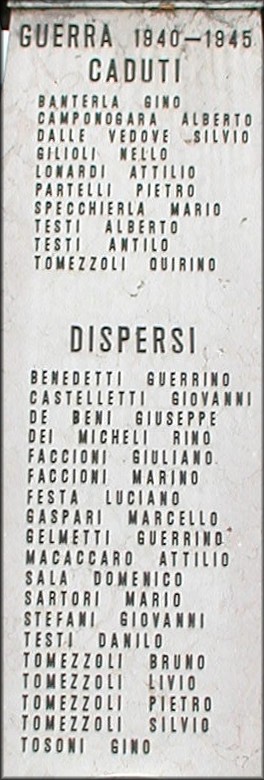 GUERRA 1940-1945
CADUTI
BANTERLA GINO
CAMPONOGARA ALBERTO
DALLE VEDOVE SILVIO
GILIOLI NELLO
LONARDI ATTILIO
PARTELLI PIETRO
SPECCHIERLA MARIO
TESTI ALBERTO
TESTI ANTILO
TOMEZZOLI QUIRINO
DISPERSI
BENEDETTI GUERRINO
CASTELLETTI GIOVANNI
DE BENI GIUSEPPE
DEI MICHELI RINO
FACCIONI GIULIANO
FACCIONI MARINO
FESTA LUCIANO
GASPARI MARCELLO
GELMETTI GUERRINO
MACACCARO ATTILIO
SALA DOMENICO
SARTORI MARIO
STEFANI GIOVANNI
TESTI DANILO
TOMEZZOLI BRUNO
TOMEZZOLI LIVIO
TOMEZZOLI PIETRO
TOMEZZOLI SILVIO
TOSONI GINO